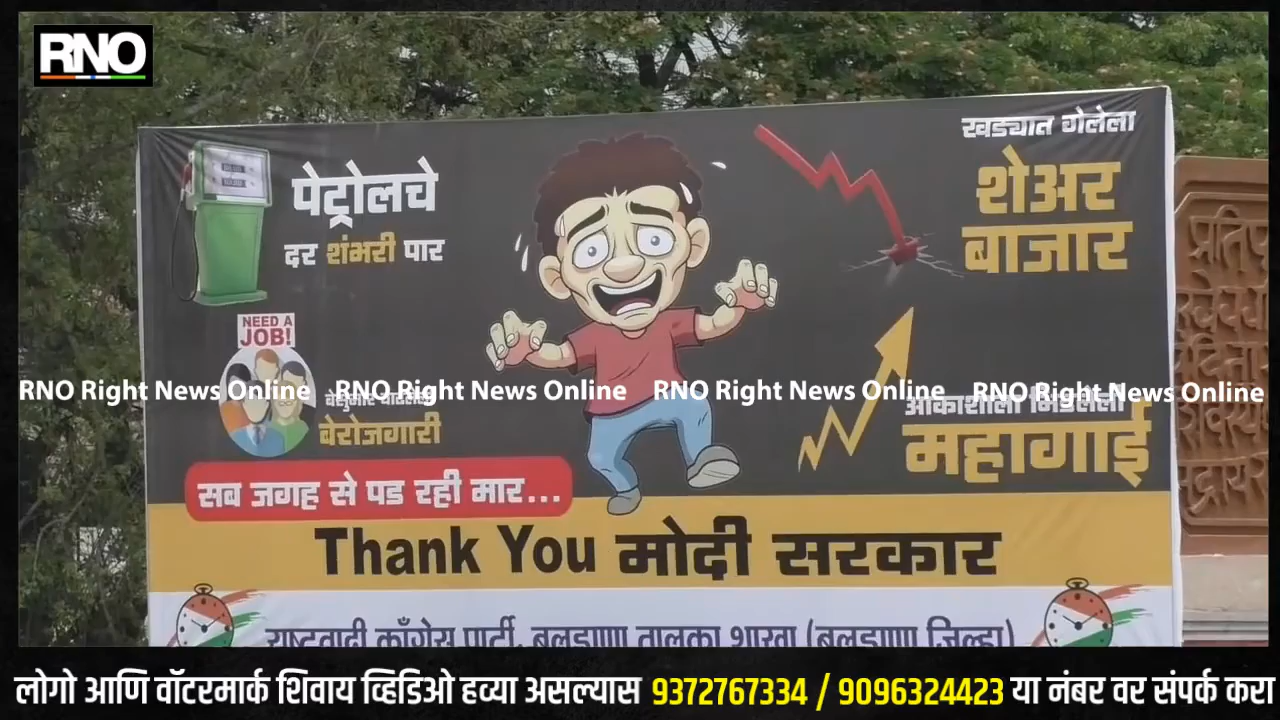 RNO
खड्यात गेलेला
शेअर
बाजार
पेट्रोलचे
दर शंभरी पार
NEED A
JOB!
RNO Right News Online RNO Right News Online RNO Right News Online RNO Right News Online
बेरोजगारी
आकाशाला भिडलेली
महागाई
सब जगह से पड रही मार...
Thank You मोदी सरकार
राष्ट्रवादी काँग्रेस पार्टी, बुलडाणा तालुका शाखा (बुलडाणा जिल्हा)
लोगो आणि वॉटरमार्क शिवाय व्हिडिओ हव्या असल्यास 9372767334 / 9096324423 या नंबर वर संपर्क करा